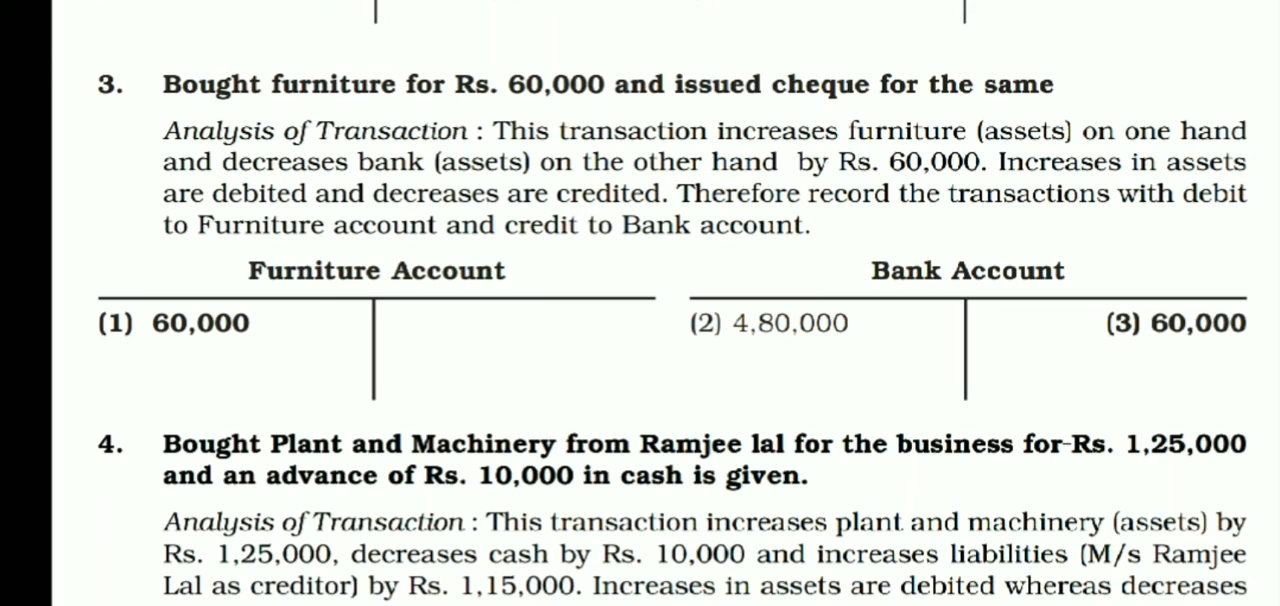 3. Bought furniture for Rs. 60,000 and issued cheque for the same
Analysis of Transaction : This transaction increases furniture (assets) on one hand
and decreases bank (assets) on the other hand by Rs. 60,000. Increases in assets
are debited and decreases are credited. Therefore record the transactions with debit
to Furniture account and credit to Bank account.
Furniture Account Bank Account
(1) 60,000 (2) 4,80,000 (3) 60,000
4. Bought Plant and Machinery from Ramjee lal for the business for Rs. 1,25,000
and an advance of Rs. 10,000 in cash is given.
Analysis of Transaction : This transaction increases plant and machinery (assets) by
Rs. 1,25,000, decreases cash by Rs. 10,000 and increases liabilities (M/s Ramjee
Lal as creditor) by Rs. 1,15,000. Increases in assets are debited whereas decreases